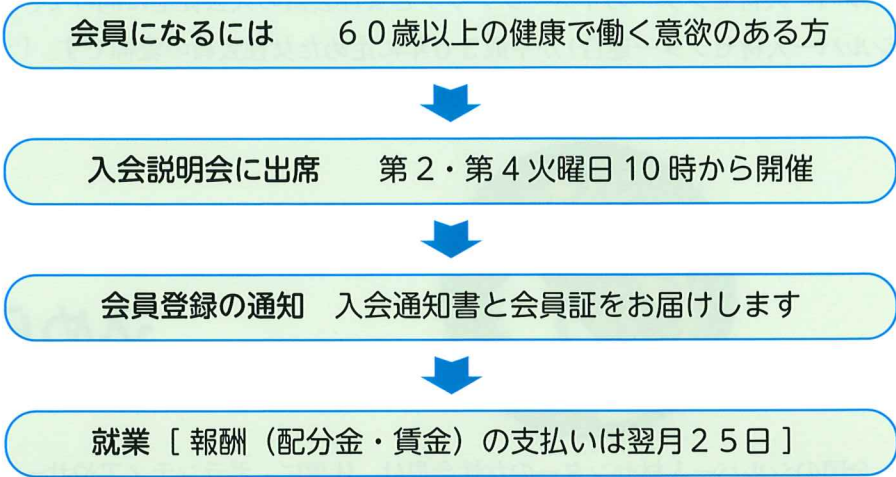 会員になるには　６０歳以上の健康で働く意欲のある方
入会説明会に出席　第２・第４火曜日 10 時から開催
会員登録の通知　入会通知書と会員証をお届けします
就業［ 報酬（配分金・賃金）の支払いは翌月２５日 ］